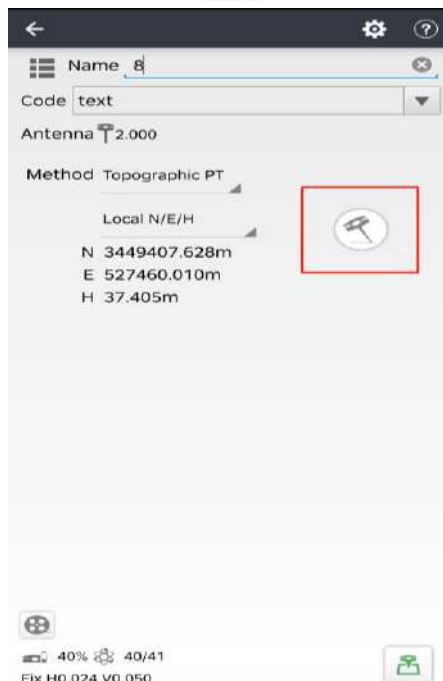 Name 8
Code text
Antenna 2.000
Method Topographic PT
Local N/E/H
N 3449407.628m
E 527460.010m
H 37.405m
40% 40/41
Fix H0.024 V0.050